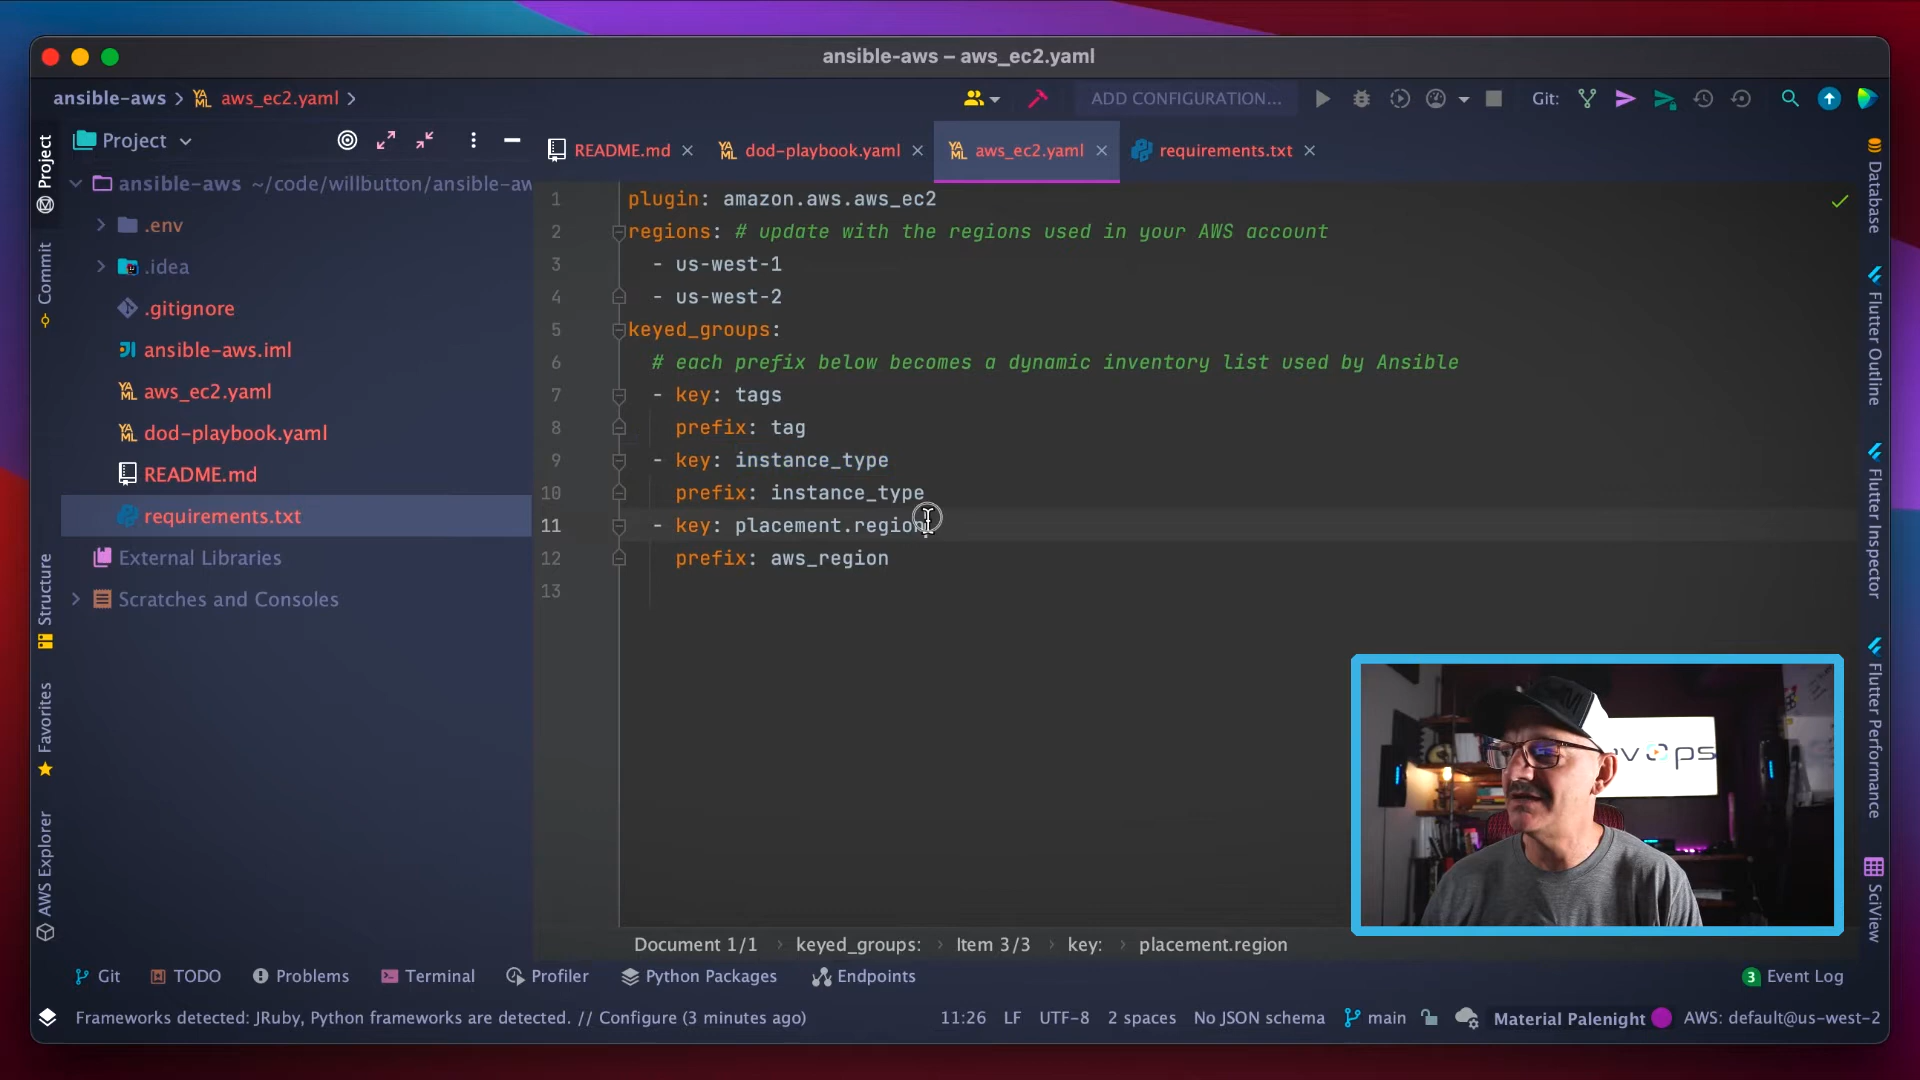 ansible-aws – aws_ec2.yaml
ansible-aws > aws_ec2.yaml >
ADD CONFIGURATION...
Git:
Project
README.md
dod-playbook.yaml
aws_ec2.yaml
requirements.txt
Project
Commit
Structure
Favorites
AWS Explorer
ansible-aws ~/code/willbutton/ansible-aw
.env
.idea
.gitignore
ansible-aws.iml
aws_ec2.yaml
dod-playbook.yaml
README.md
requirements.txt
External Libraries
Scratches and Consoles
1 plugin: amazon.aws.aws_ec2
2 regions: # update with the regions used in your AWS account
3 - us-west-1
4 - us-west-2
5 keyed_groups:
6 # each prefix below becomes a dynamic inventory list used by Ansible
7 - key: tags
8 prefix: tag
9 - key: instance_type
10 prefix: instance_type
11 - key: placement.region
12 prefix: aws_region
13
Database
Flutter Outline
Flutter Inspector
Flutter Performance
SciView
vOps
Document 1/1 > keyed_groups: > Item 3/3 > key: > placement.region
Git
TODO
Problems
Terminal
Profiler
Python Packages
Endpoints
3 Event Log
Frameworks detected: JRuby, Python frameworks are detected. // Configure (3 minutes ago)
11:26
LF
UTF-8
2 spaces
No JSON schema
main
Material Palenight
AWS: default@us-west-2